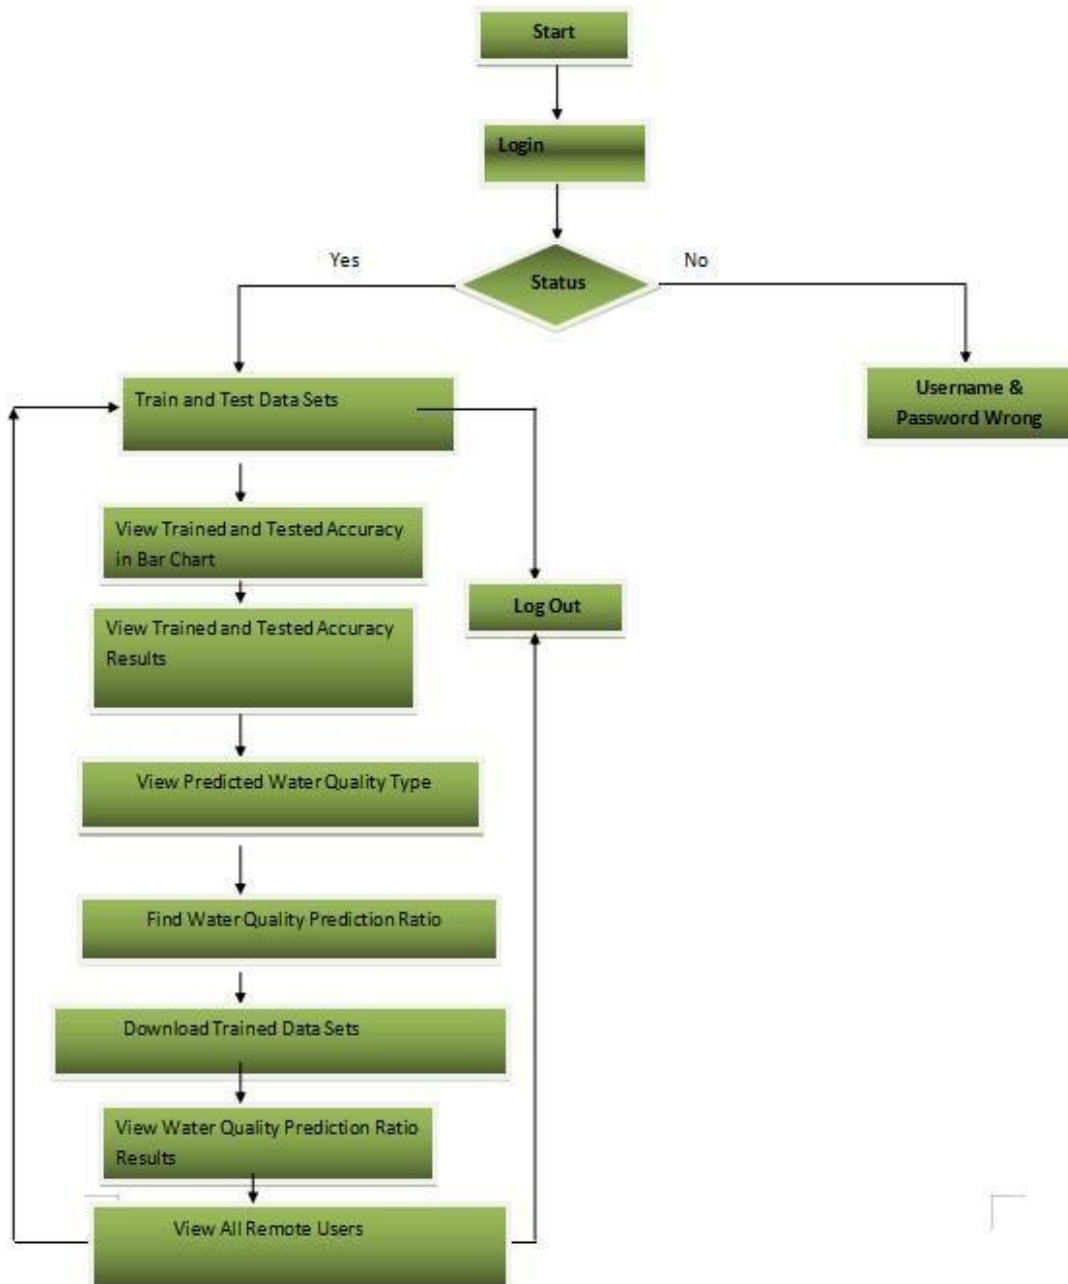 Start
Login
Yes
No
Status
Train and Test Data Sets
Username &
Password Wrong
View Trained and Tested Accuracy
in Bar Chart
Log Out
View Trained and Tested Accuracy
Results
View Predicted Water Quality Type
Find Water Quality Prediction Ratio
Download Trained Data Sets
View Water Quality Prediction Ratio
Results
View All Remote Users